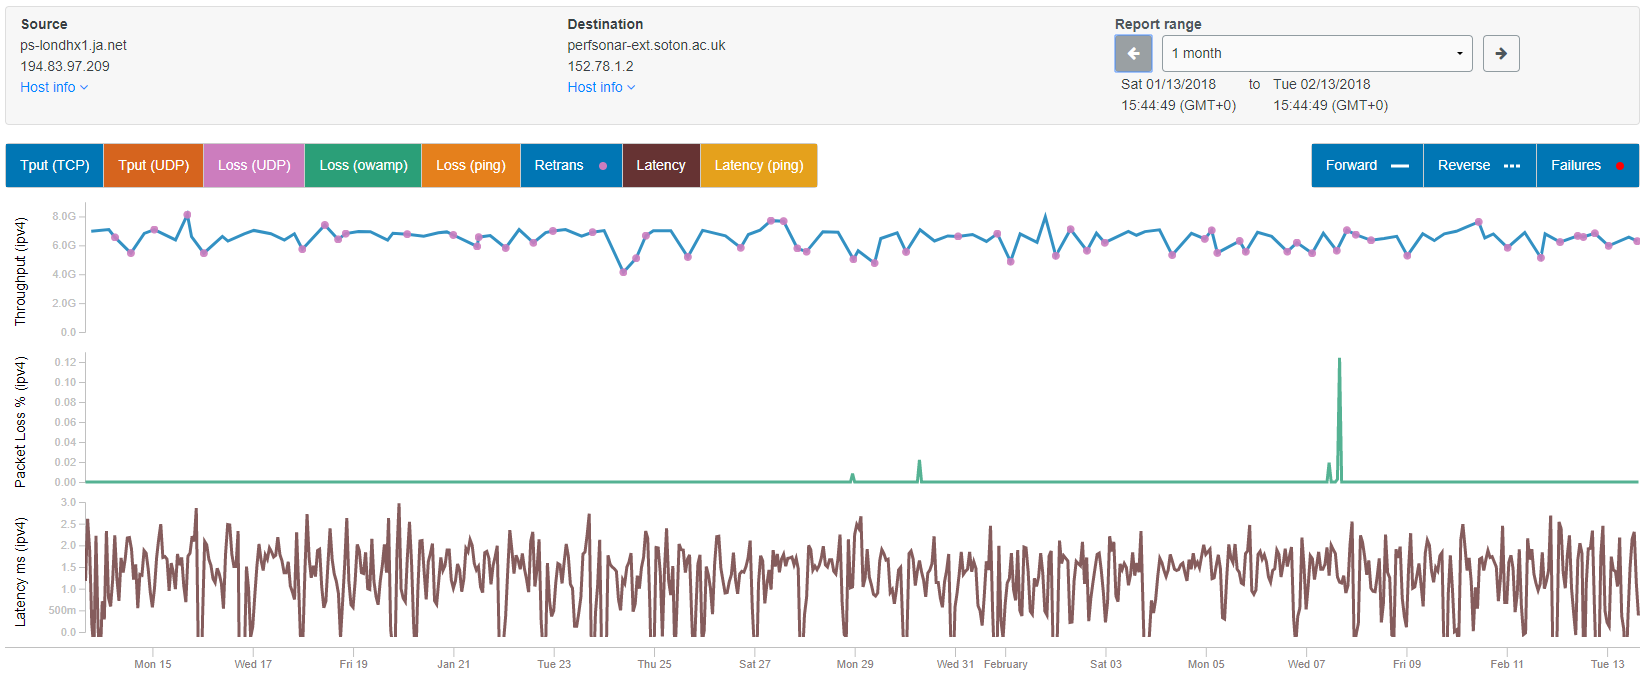 Source
ps-londhx1.ja.net
194.83.97.209
Host info
Destination
perfsonar-ext.soton.ac.uk
152.78.1.2
Host info
Report range
1 month
Sat 01/13/2018 to Tue 02/13/2018
15:44:49 (GMT+0) 15:44:49 (GMT+0)
Tput (TCP) Tput (UDP) Loss (UDP) Loss (owamp) Loss (ping) Retrans Latency Latency (ping) Forward Reverse Failures
Throughput (ipv4)
8.0G
6.0G
4.0G
2.0G
0.0
Packet Loss % (ipv4)
0.12
0.10
0.08
0.06
0.04
0.02
0.00
Latency ms (ipv4)
3.0
2.5
2.0
1.5
1.0
500m
0.0
Mon 15 Wed 17 Fri 19 Jan 21 Tue 23 Thu 25 Sat 27 Mon 29 Wed 31 February Sat 03 Mon 05 Wed 07 Fri 09 Feb 11 Tue 13